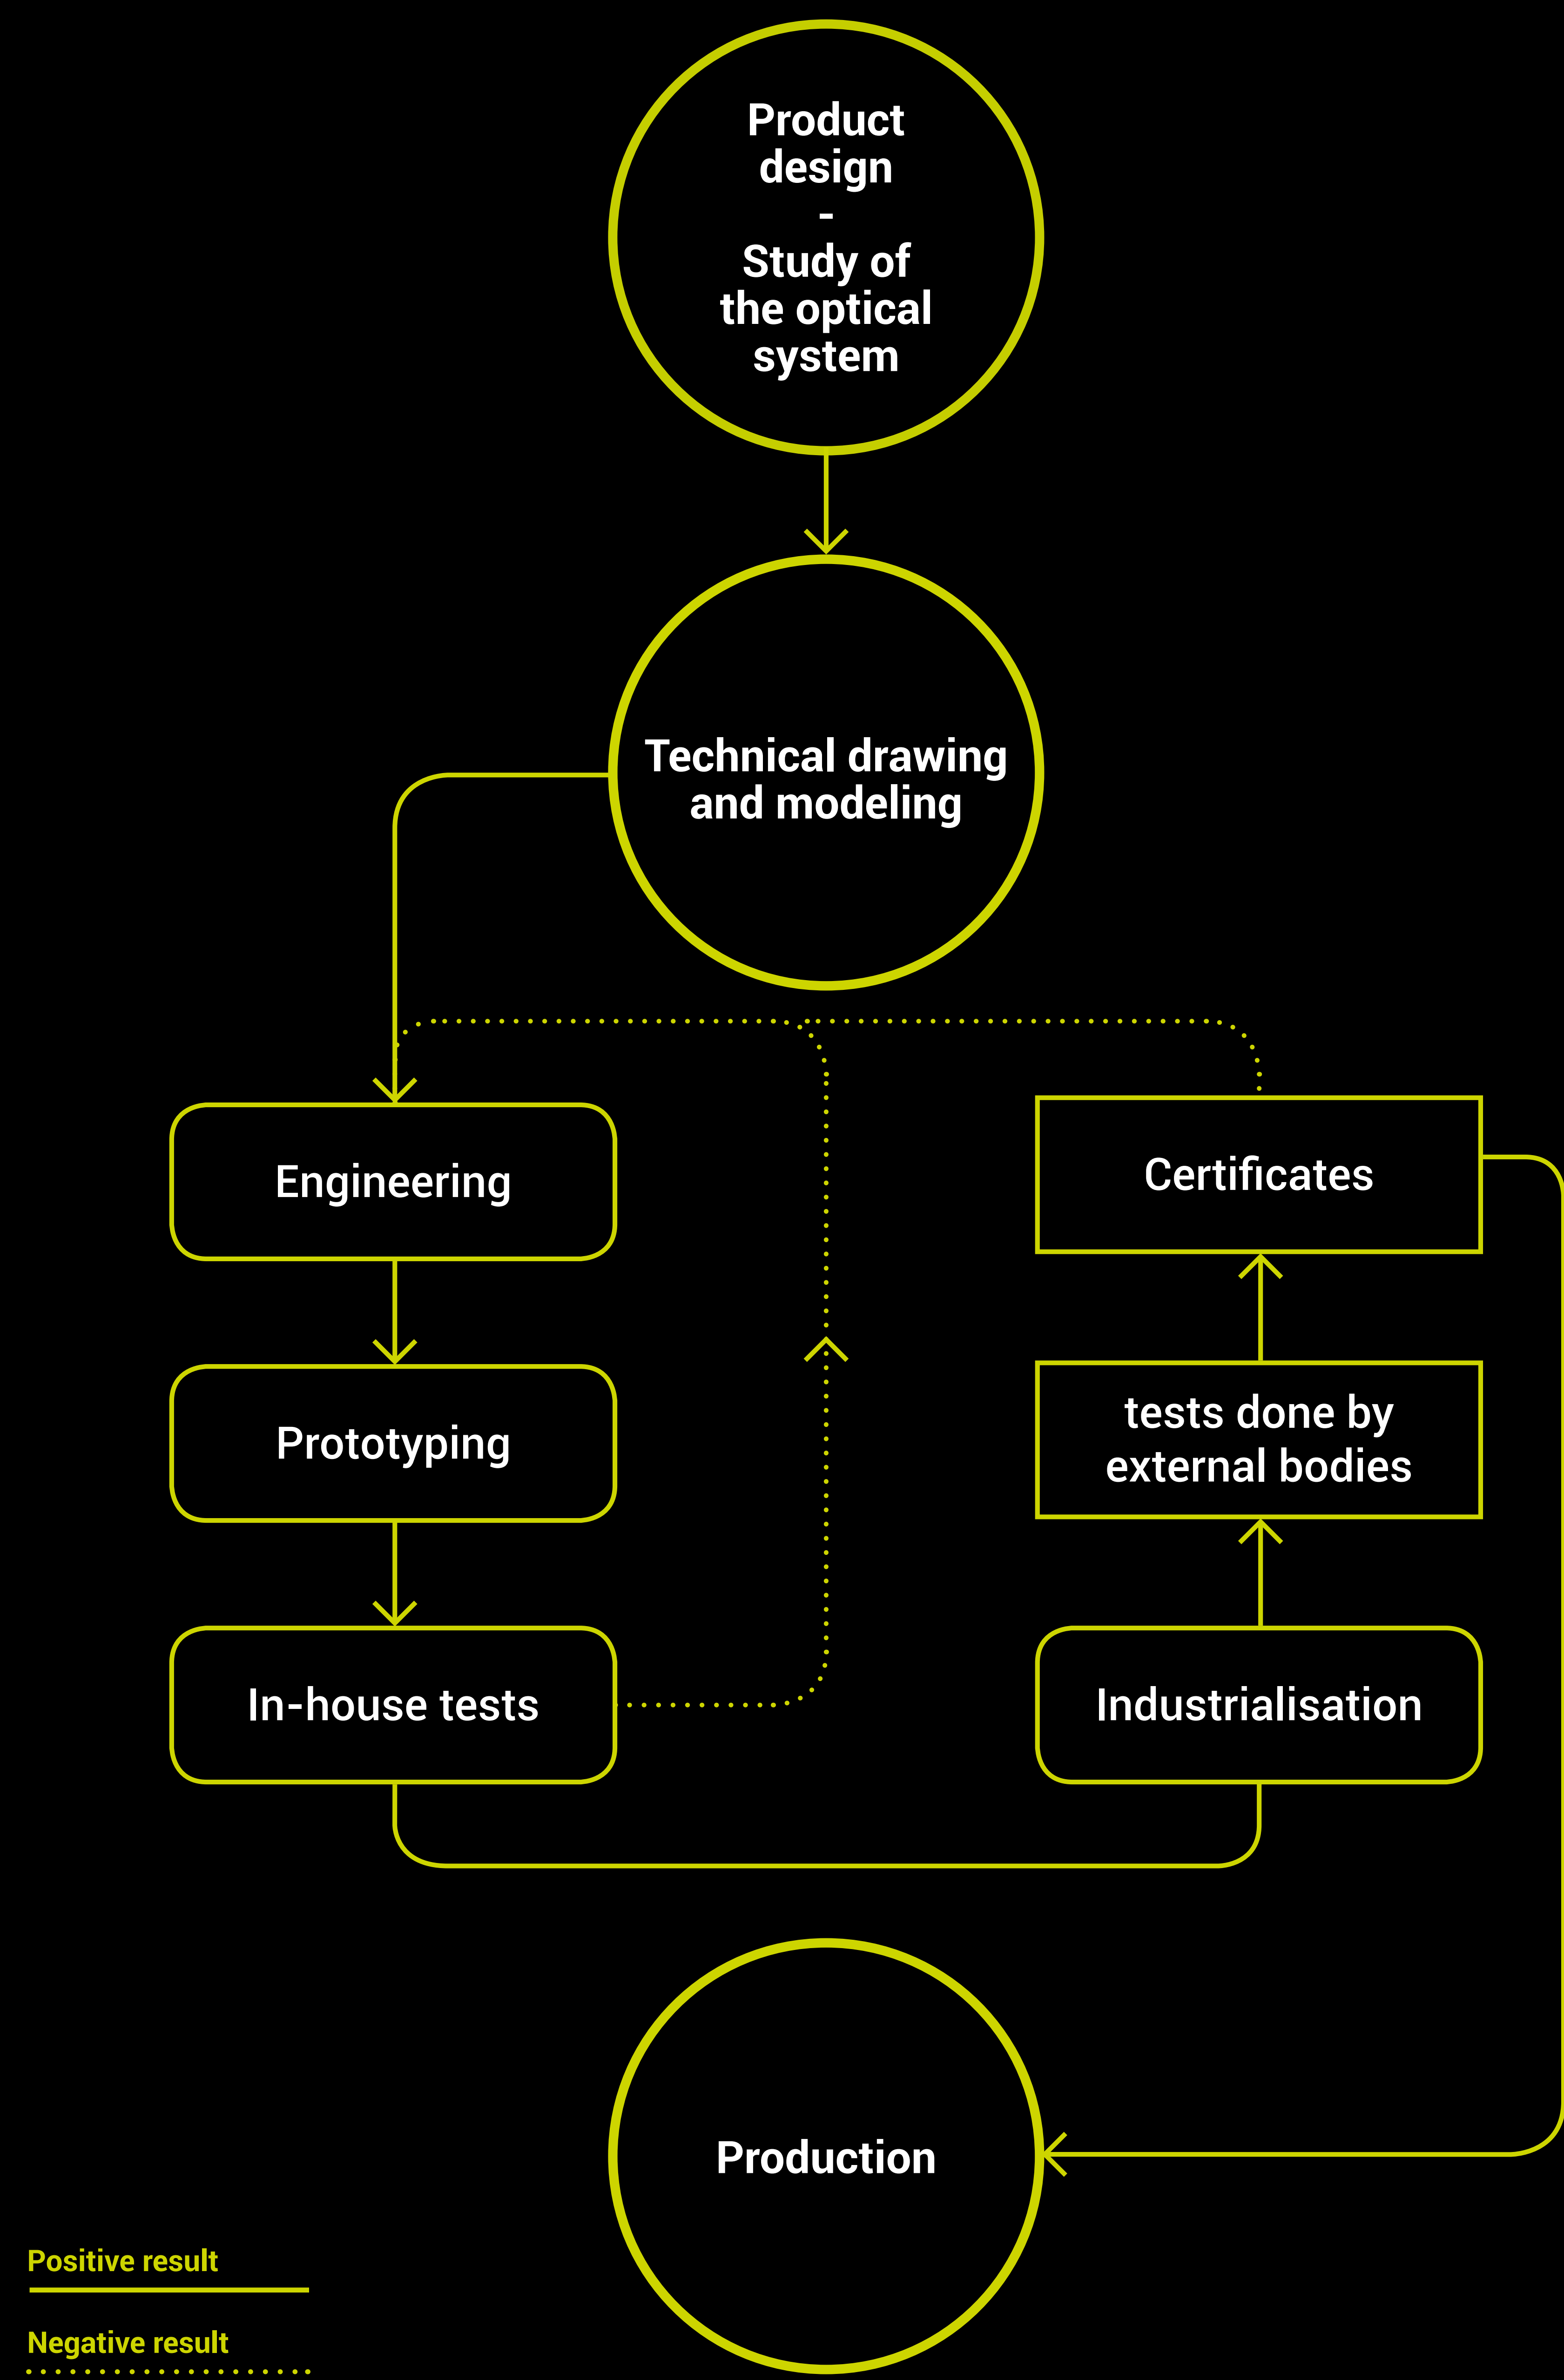 Product
design
-
Study of
the optical
system
Technical drawing
and modeling
Engineering
Prototyping
In-house tests
Certificates
tests done by
external bodies
Industrialisation
Production
Positive result
Negative result